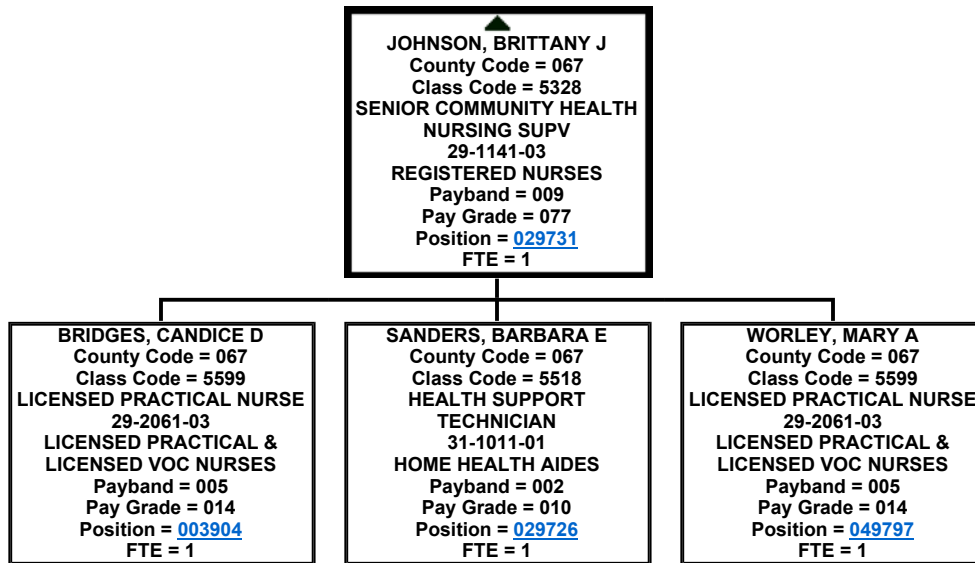 JOHNSON, BRITTANY J
County Code = 067
Class Code = 5328
SENIOR COMMUNITY HEALTH
NURSING SUPV
29-1141-03
REGISTERED NURSES
Payband = 009
Pay Grade = 077
Position = 029731
FTE = 1
BRIDGES, CANDICE D
County Code = 067
Class Code = 5599
LICENSED PRACTICAL NURSE
29-2061-03
LICENSED PRACTICAL &
LICENSED VOC NURSES
Payband = 005
Pay Grade = 014
Position = 003904
FTE = 1
SANDERS, BARBARA E
County Code = 067
Class Code = 5518
HEALTH SUPPORT
TECHNICIAN
31-1011-01
HOME HEALTH AIDES
Payband = 002
Pay Grade = 010
Position = 029726
FTE = 1
WORLEY, MARY A
County Code = 067
Class Code = 5599
LICENSED PRACTICAL NURSE
29-2061-03
LICENSED PRACTICAL &
LICENSED VOC NURSES
Payband = 005
Pay Grade = 014
Position = 049797
FTE = 1